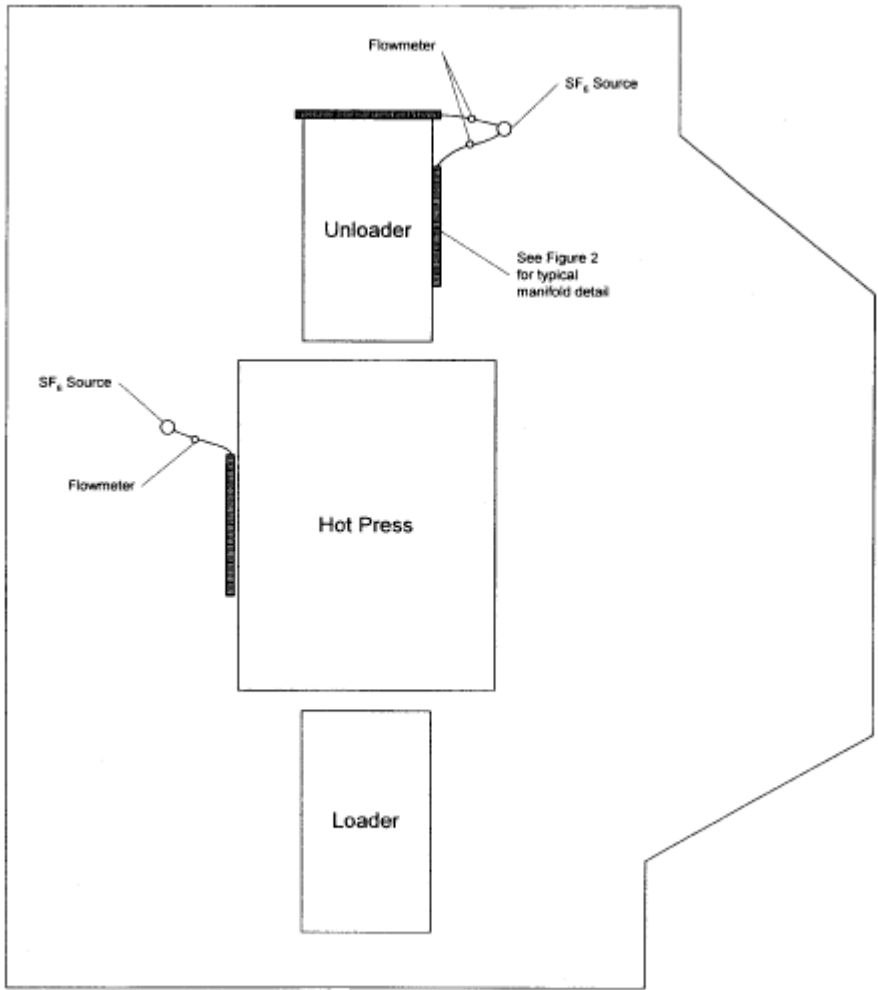 Flowmeter
SF₆ Source
Unloader
See Figure 2
for typical
manifold detail
SF₆ Source
Flowmeter
Hot Press
Loader